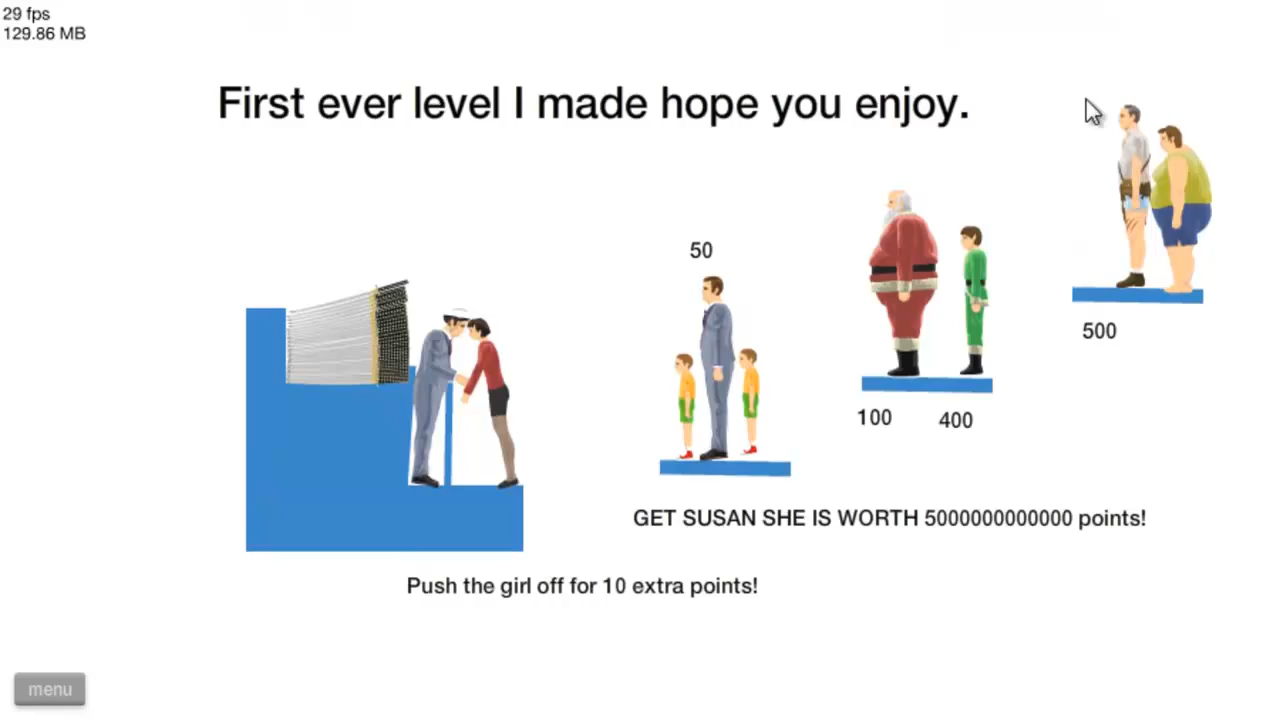 29 fps
129.86 MB
First ever level I made hope you enjoy.
50
500
100
400
GET SUSAN SHE IS WORTH 5000000000000 points!
Push the girl off for 10 extra points!
menu